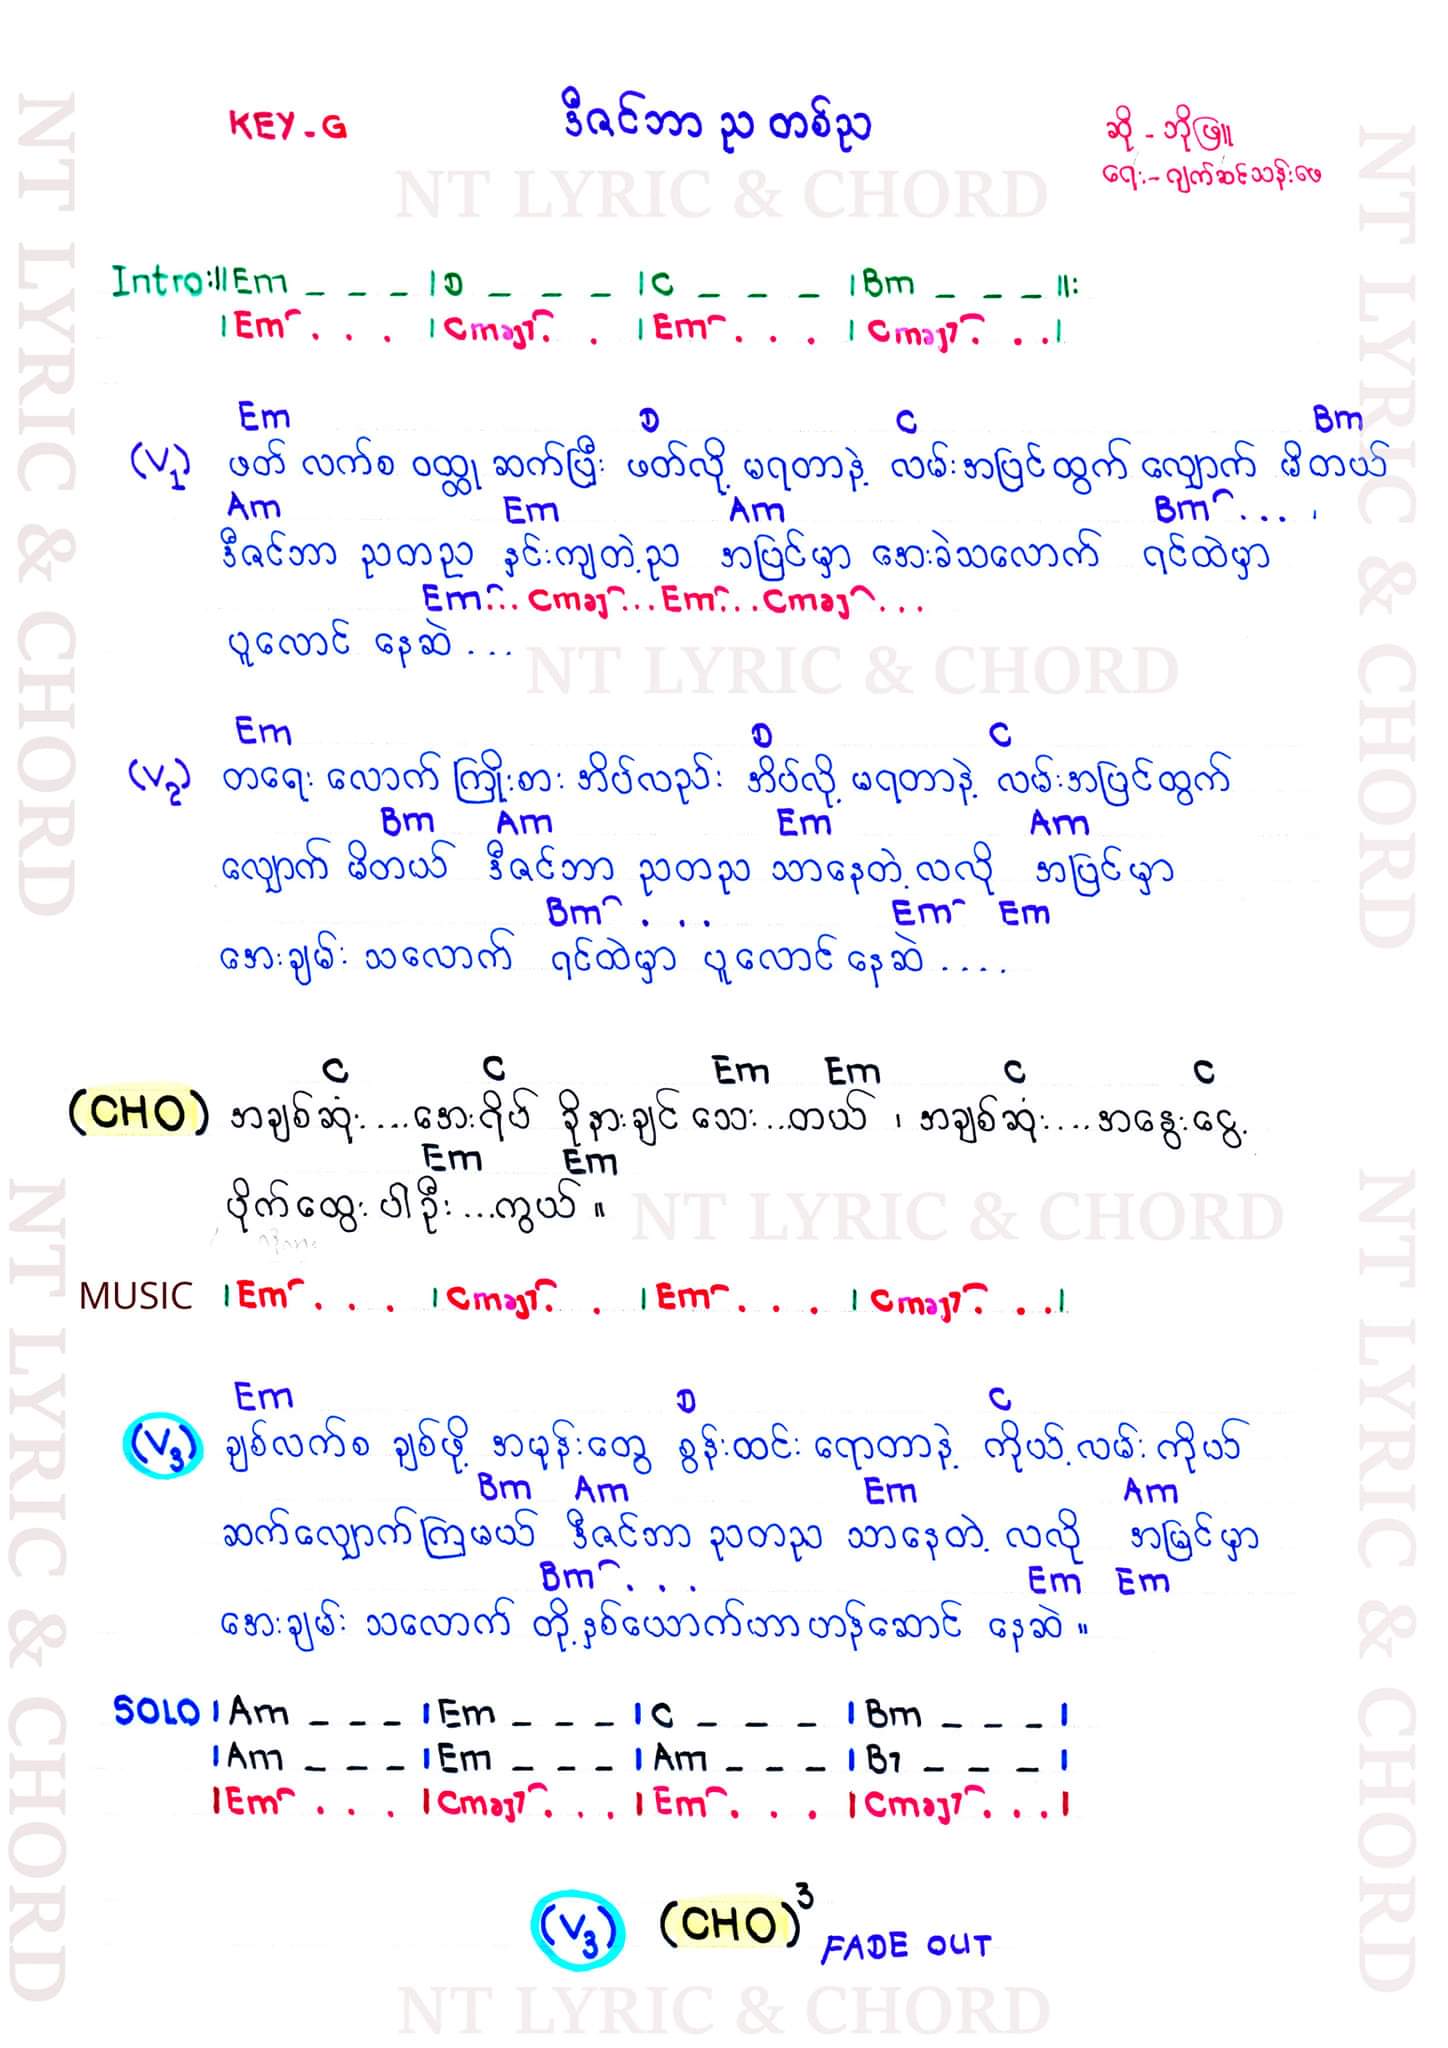 KEY - G
ဒီဇင်ဘာ ည တစ်ည
ဆို - ဘိုဖြူ
ရေး - ဂျက်ဆင်သန်းဖေ
NT LYRIC & CHORD
Intro :||Em _ _ _ |D _ _ _ |C _ _ _ |Bm _ _ _ ||:
|Em . . . |Cmaj7 . . |Em . . . |Cmaj7 . . . |
Em D C Bm
(V1) ဖတ် လက်စ ဝတ္ထု ဆက်ပြီး ဖတ်လို့ မရတာနဲ့ လမ်းအပြင်ထွက် လျှောက် မိတယ်
Am Em Am Bm . . .
ဒီဇင်ဘာ ညတည နှင်းကျတဲ့ည အပြင်မှာ အေးခဲသလောက် ရင်ထဲမှာ
Em ... Cmaj ... Em ... Cmaj ...
ပူလောင် နေဆဲ ...
NT LYRIC & CHORD
Em D C
(V2) တရေး လောက် ကြိုးစား အိပ်လည်း အိပ်လို့ မရတာနဲ့ လမ်းအပြင်ထွက်
Bm Am Em Am
လျှောက် မိတယ် ဒီဇင်ဘာ ညတည သာနေတဲ့ လလို အပြင်မှာ
Bm . . . Em Em
အေးချမ်း သလောက် ရင်ထဲမှာ ပူလောင် နေဆဲ ....
C C Em Em C C
(CHO) အချစ်ဆုံး ... အေးရိပ် ခိုနားချင် သေး ... တယ် ၊ အချစ်ဆုံး ... အနွေးငွေ့
Em Em
ပိုက်ထွေး ပါဦး ... ကွယ် ။
NT LYRIC & CHORD
MUSIC |Em . . . |Cmaj7 . . |Em . . . |Cmaj7 . . . |
Em D C
(V3) ချစ်လက်စ ချစ်ဖို့ အမုန်းတွေ စွန်းထင်း ရောတာနဲ့ ကိုယ့်လမ်း ကိုယ်
Bm Am Em Am
ဆက်လျှောက်ကြမယ် ဒီဇင်ဘာ ညတည သာနေတဲ့ လလို အမြင်မှာ
Bm . . . Em Em
အေးချမ်း သလောက် တို့နှစ်ယောက်ဟာဟန်ဆောင် နေဆဲ ။
SOLO |Am _ _ _ |Em _ _ _ |C _ _ _ |Bm _ _ _ |
|Am _ _ _ |Em _ _ _ |Am _ _ _ |B7 _ _ _ |
|Em . . . |Cmaj7 . . . |Em . . . |Cmaj7 . . . |
(V3) (CHO)3 FADE OUT
NT LYRIC & CHORD
NT LYRIC & CHORD
NT LYRIC & CHORD
NT LYRIC & CHORD
NT LYRIC & CHORD